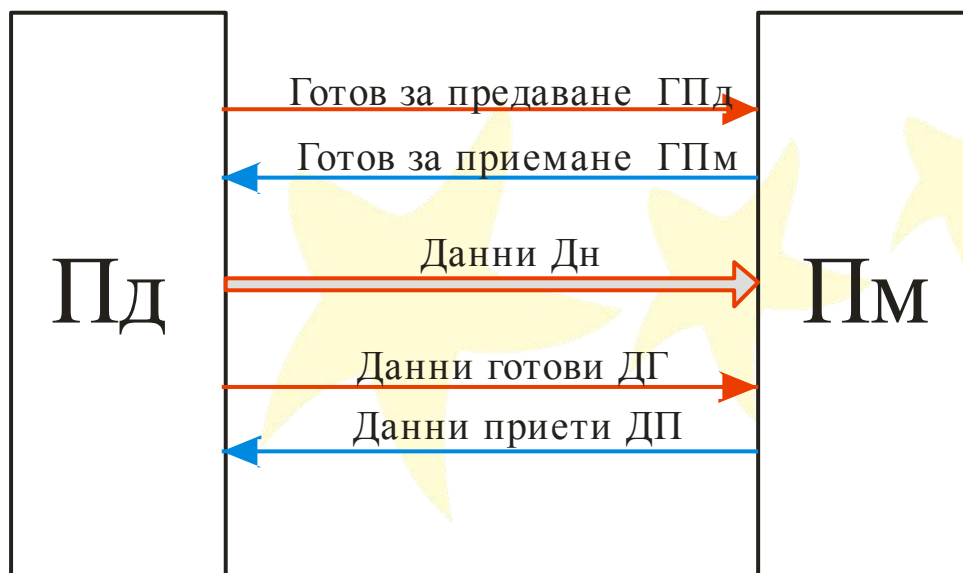 Готов за предаване ГПд
Готов за приемане ГПм
Данни Дн
Пд
Пм
Данни готови ДГ
Данни приети ДП